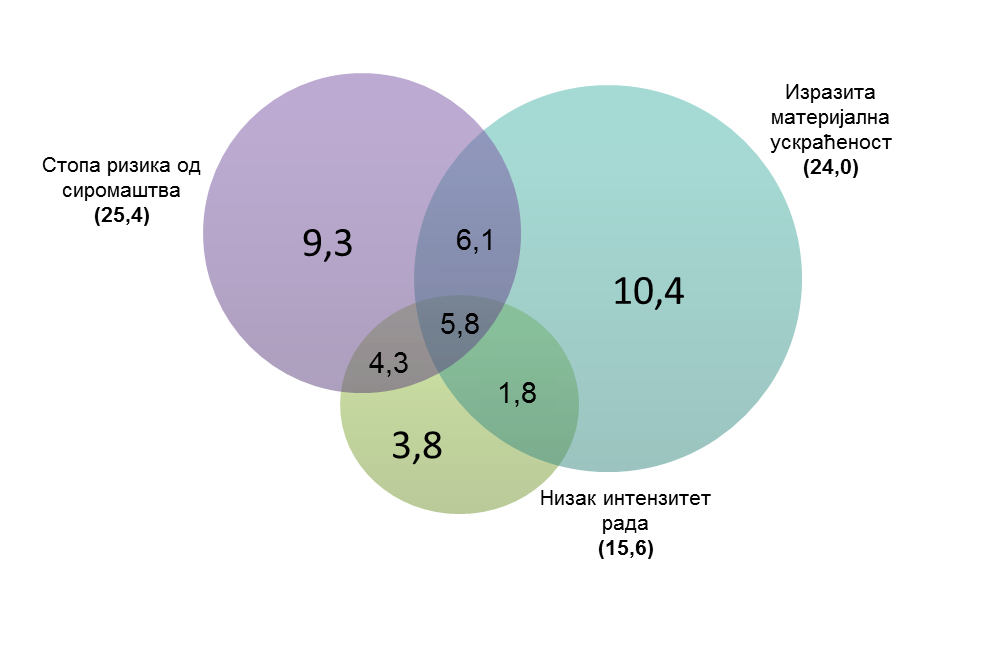 Изразита
материјална
ускраћеност
(24,0)
Стопа ризика од
сиромаштва
(25,4)
9,3
6,1
10,4
5,8
4,3
1,8
3,8
Низак интензитет
рада
(15,6)